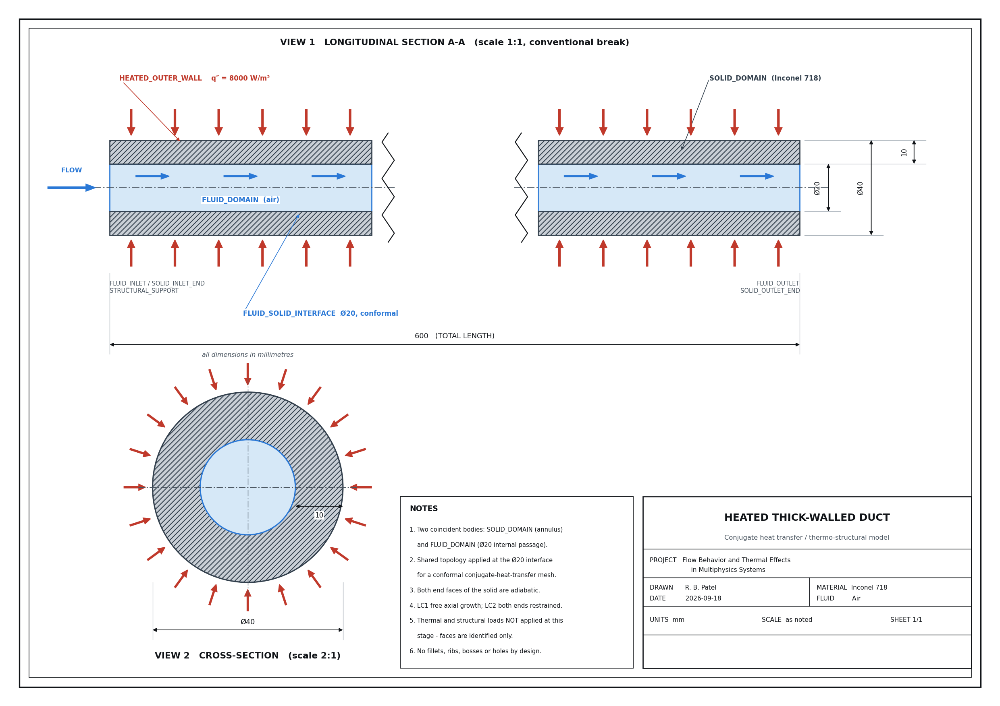 VIEW 1   LONGITUDINAL SECTION A-A   (scale 1:1, conventional break)
HEATED_OUTER_WALL    q″ = 8000 W/m²
SOLID_DOMAIN  (Inconel 718)
10
FLOW
Ø20
Ø40
FLUID_DOMAIN  (air)
FLUID_INLET / SOLID_INLET_END
STRUCTURAL_SUPPORT
FLUID_OUTLET
SOLID_OUTLET_END
FLUID_SOLID_INTERFACE  Ø20, conformal
600   (TOTAL LENGTH)
all dimensions in millimetres
10
Ø40
VIEW 2   CROSS-SECTION   (scale 2:1)
NOTES
1. Two coincident bodies: SOLID_DOMAIN (annulus)
and FLUID_DOMAIN (Ø20 internal passage).
2. Shared topology applied at the Ø20 interface
for a conformal conjugate-heat-transfer mesh.
3. Both end faces of the solid are adiabatic.
4. LC1 free axial growth; LC2 both ends restrained.
5. Thermal and structural loads NOT applied at this
stage - faces are identified only.
6. No fillets, ribs, bosses or holes by design.
HEATED THICK-WALLED DUCT
Conjugate heat transfer / thermo-structural model
PROJECT   Flow Behavior and Thermal Effects
in Multiphysics Systems
DRAWN      R. B. Patel
DATE          2026-09-18
MATERIAL  Inconel 718
FLUID         Air
UNITS  mm
SCALE  as noted
SHEET 1/1